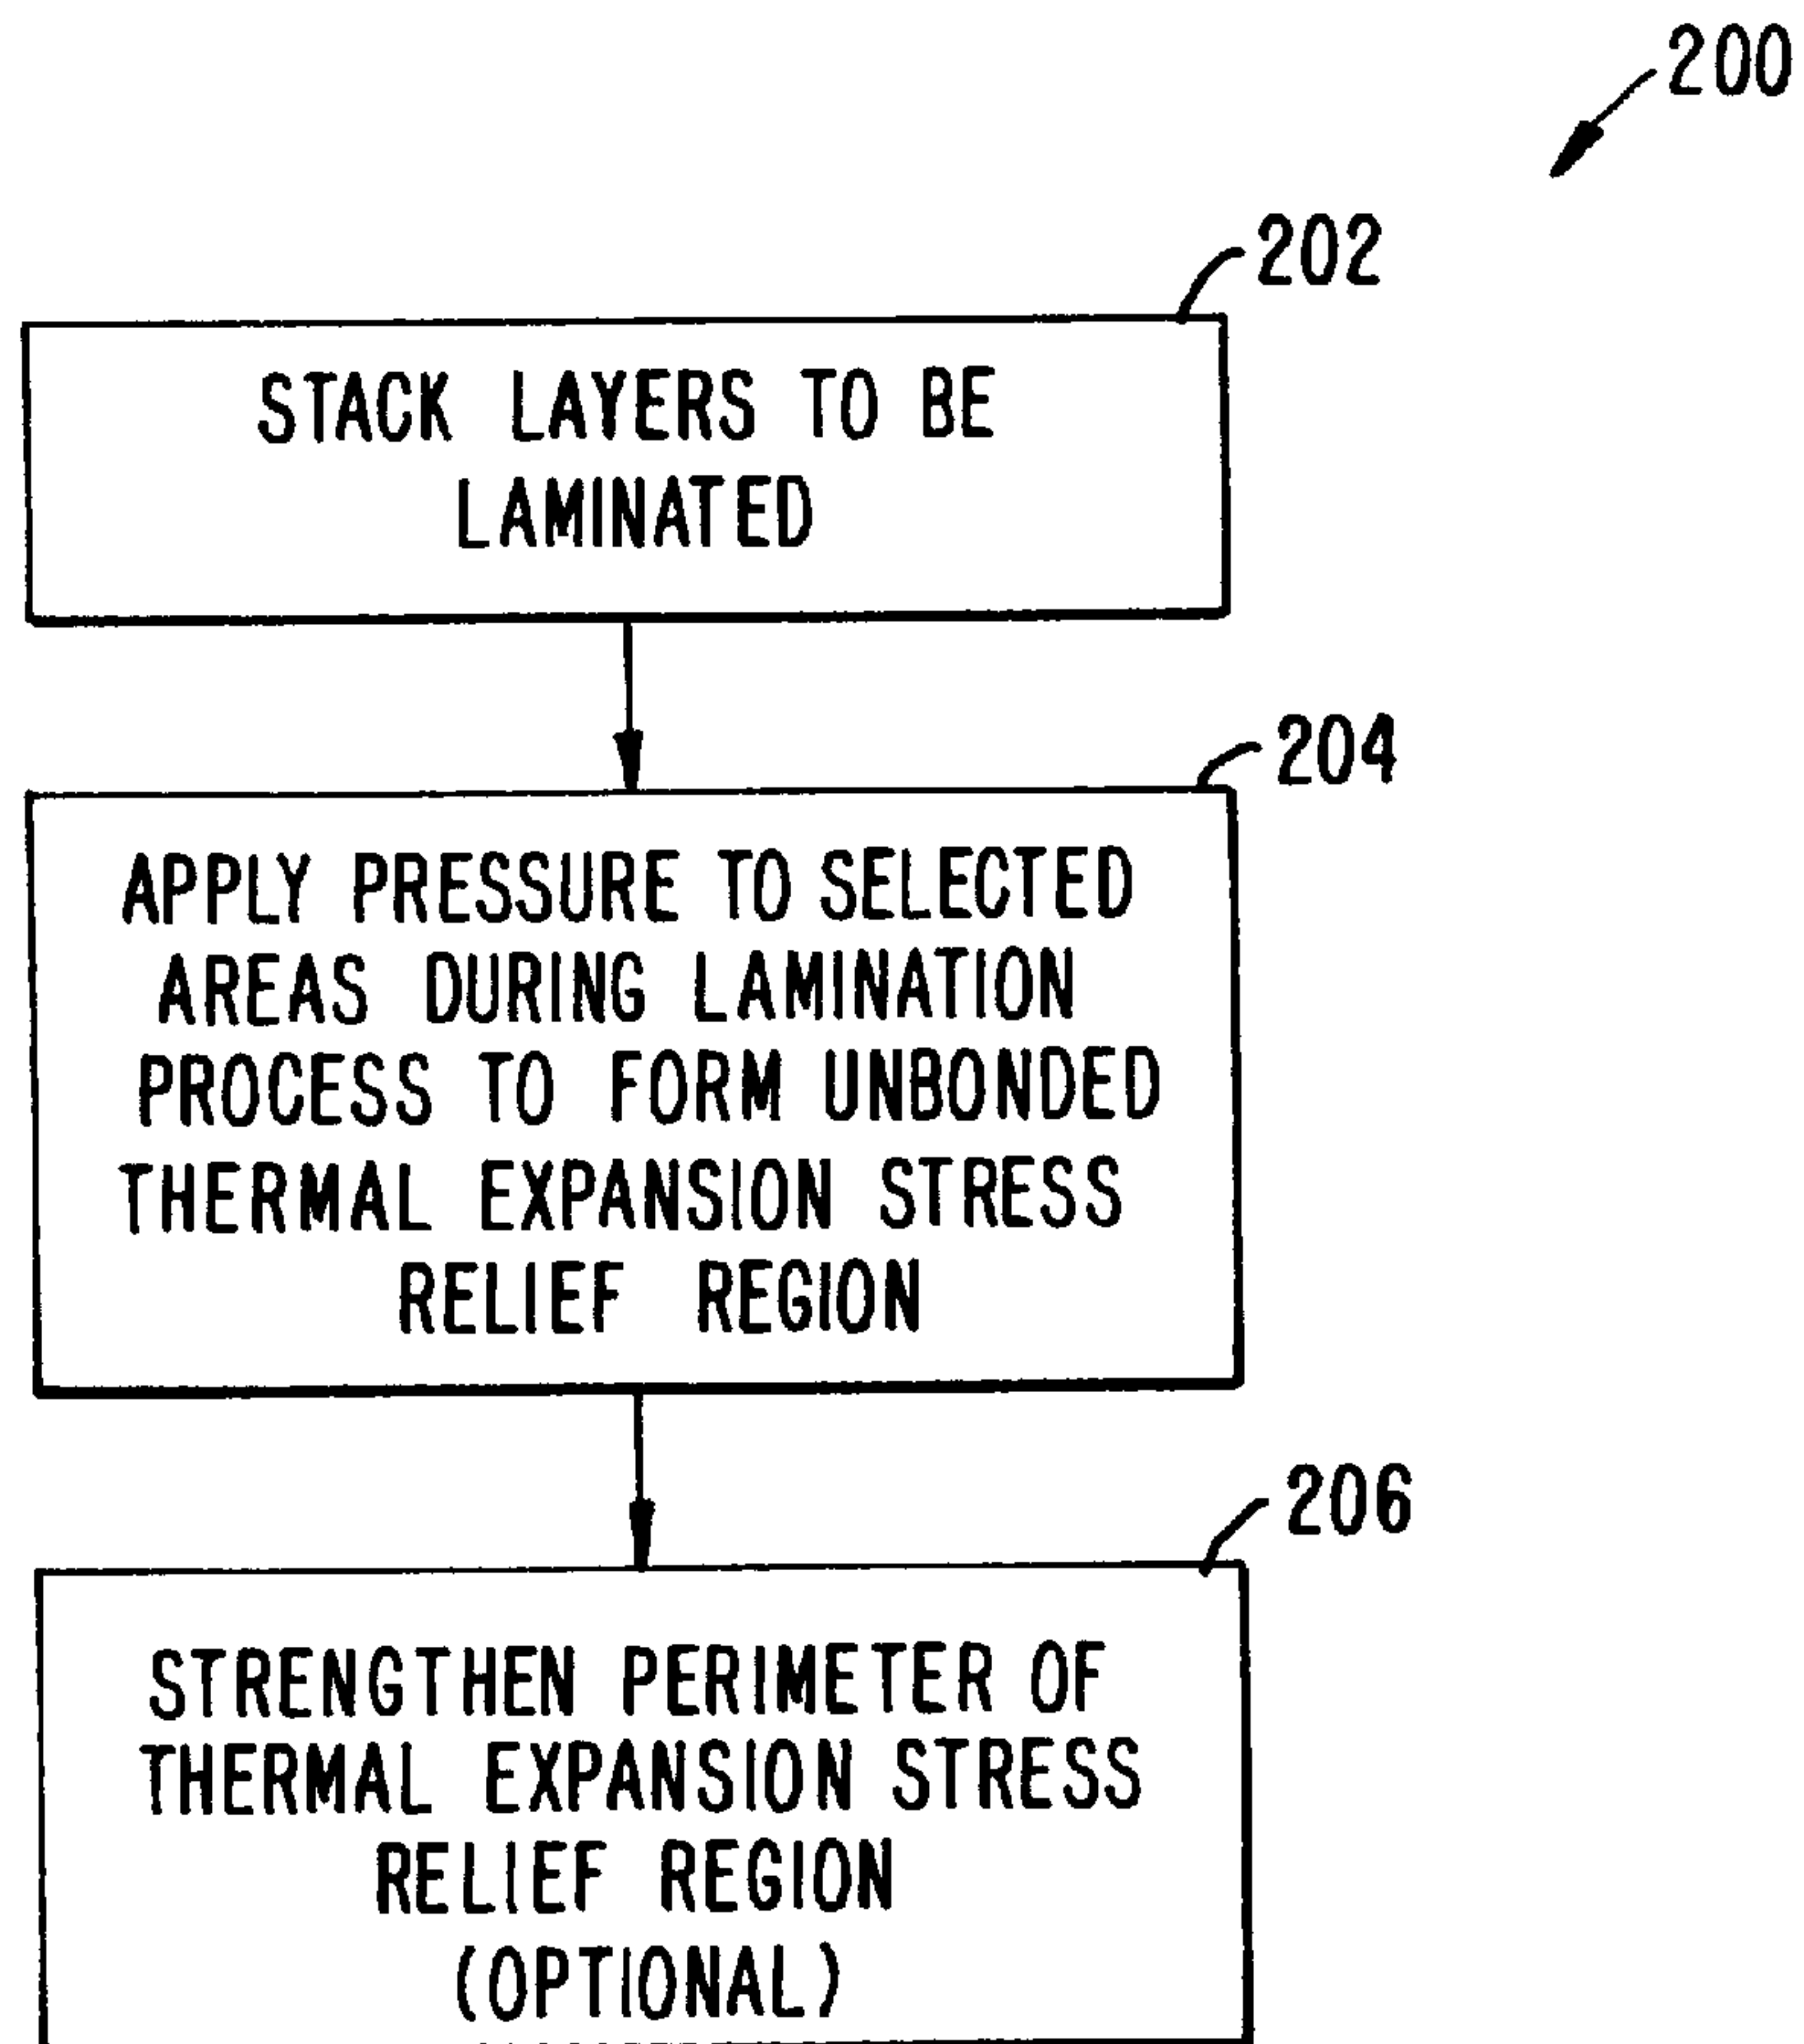 200
202
STACK LAYERS TO BE
LAMINATED
204
APPLY PRESSURE TO SELECTED
AREAS DURING LAMINATION
PROCESS TO FORM UNBONDED
THERMAL EXPANSION STRESS
RELIEF REGION
206
STRENGTHEN PERIMETER OF
THERMAL EXPANSION STRESS
RELIEF REGION
(OPTIONAL)